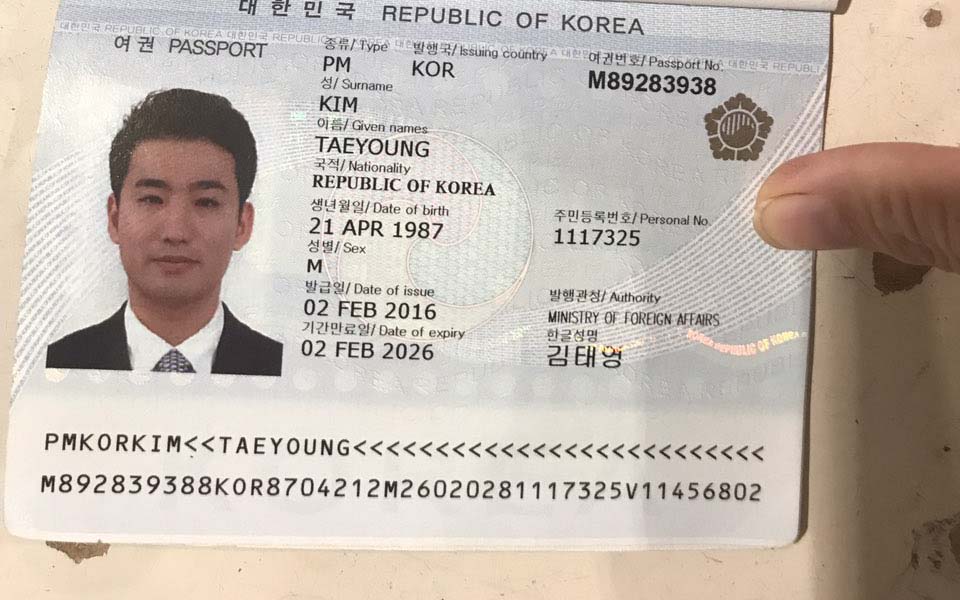 대한민국 REPUBLIC OF KOREA
여권 PASSPORT
종류/ Type 발행국/ Issuing country 여권번호/ Passport No.
PM KOR M89283938
성/ Surname
KIM
이름/ Given names
TAEYOUNG
국적/ Nationality
REPUBLIC OF KOREA
생년월일/ Date of birth 주민등록번호/ Personal No.
21 APR 1987 1117325
성별/ Sex
M
발급일/ Date of issue 발행관청/ Authority
02 FEB 2016 MINISTRY OF FOREIGN AFFAIRS
기간만료일/ Date of expiry 한글성명
02 FEB 2026 김태영
PMKORKIM<<TAEYOUNG<<<<<<<<<<<<<<<<<<<<<<<<<<
M892839388KOR8704212M26020281117325V11456802